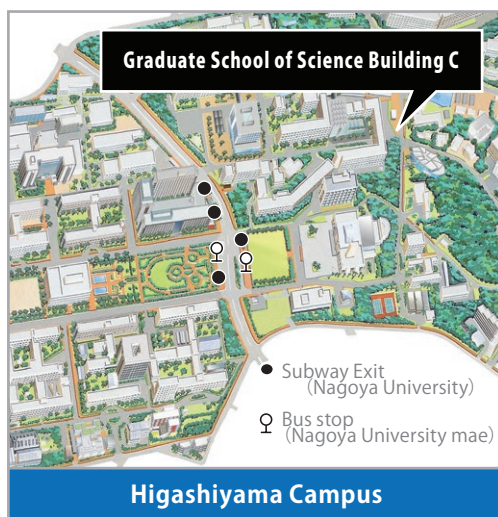 Graduate School of Science Building C
Subway Exit
(Nagoya University)
Bus stop
(Nagoya University mae)
Higashiyama Campus